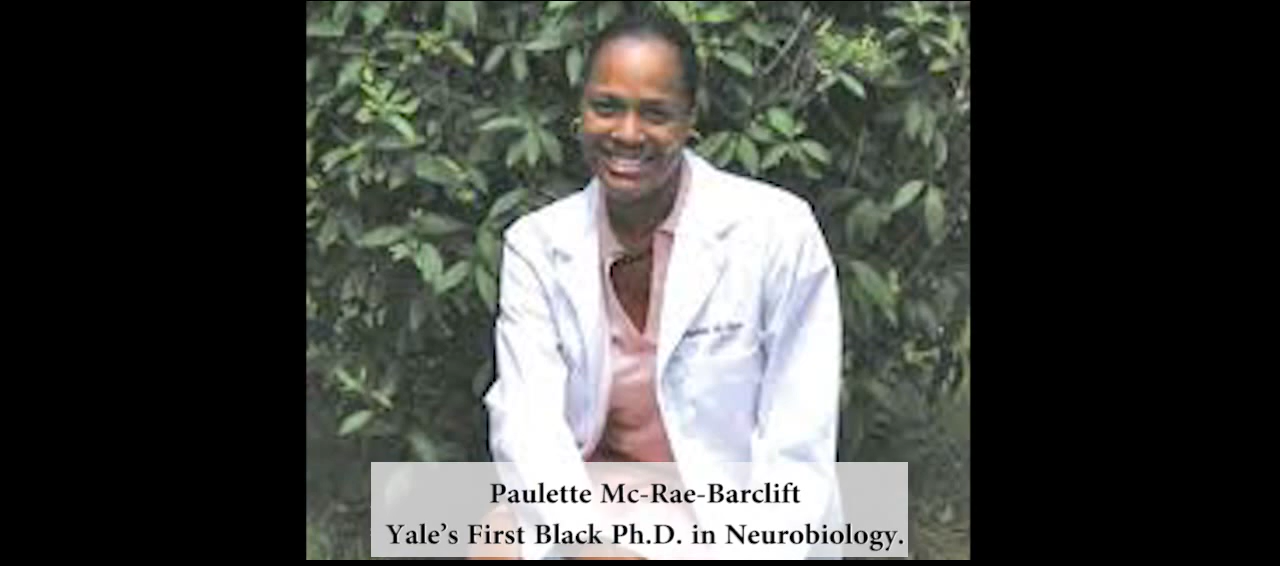 Paulette Mc-Rae-Barclift
Yale's First Black Ph.D. in Neurobiology.